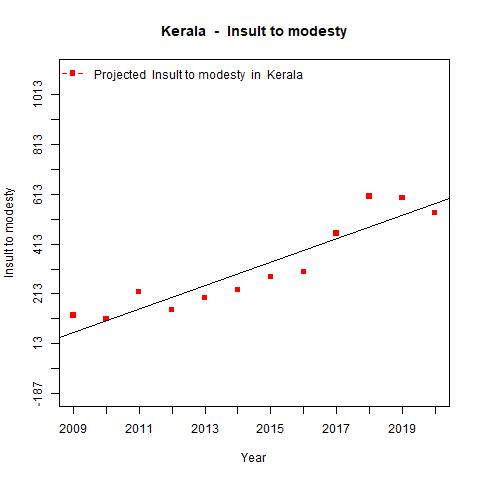 Kerala - Insult to modesty
Projected Insult to modesty in Kerala
1013
813
613
413
213
13
-187
Insult to modesty
2009 2011 2013 2015 2017 2019
Year